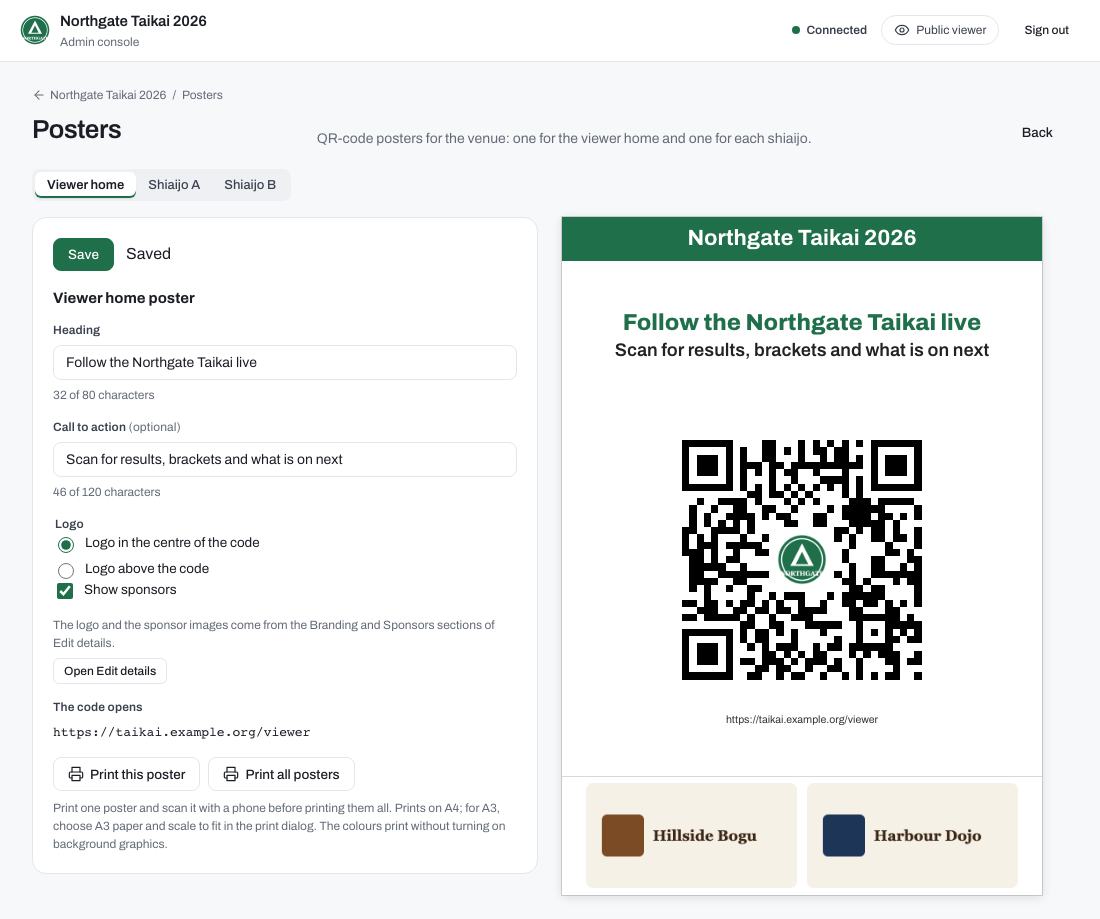 Northgate Taikai 2026
Admin console
Connected
Public viewer
Sign out
Northgate Taikai 2026 / Posters
Posters
QR-code posters for the venue: one for the viewer home and one for each shiaijo.
Back
Viewer home
Shiaijo A
Shiaijo B
Save
Saved
Viewer home poster
Heading
Follow the Northgate Taikai live
32 of 80 characters
Call to action (optional)
Scan for results, brackets and what is on next
46 of 120 characters
Logo
Logo in the centre of the code
Logo above the code
Show sponsors
The logo and the sponsor images come from the Branding and Sponsors sections of
Edit details.
Open Edit details
The code opens
https://taikai.example.org/viewer
Print this poster
Print all posters
Print one poster and scan it with a phone before printing them all. Prints on A4; for A3,
choose A3 paper and scale to fit in the print dialog. The colours print without turning on
background graphics.
Northgate Taikai 2026
Follow the Northgate Taikai live
Scan for results, brackets and what is on next
NORTHGATE
https://taikai.example.org/viewer
Hillside Bogu
Harbour Dojo